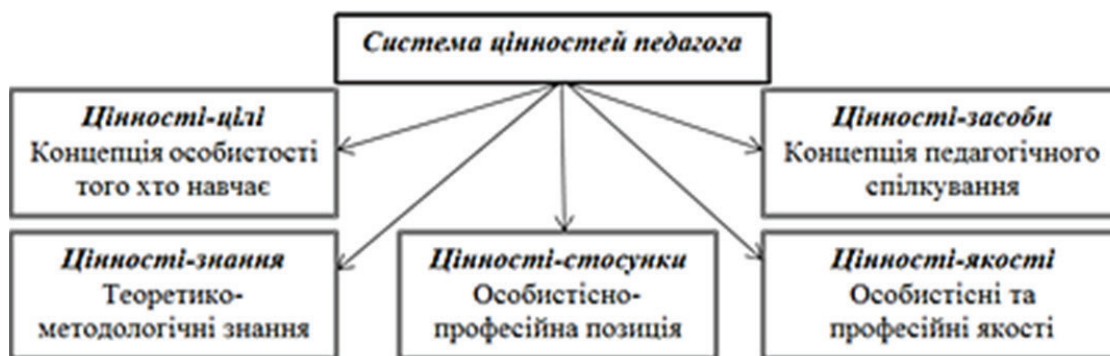 Система цінностей педагога
Цінності-цілі
Концепція особистості
того хто навчає
Цінності-засоби
Концепція педагогічного
спілкування
Цінності-знання
Теоретико-
методологічні знання
Цінності-стосунки
Особистісно-
професійна позиція
Цінності-якості
Особистісні та
професійні якості